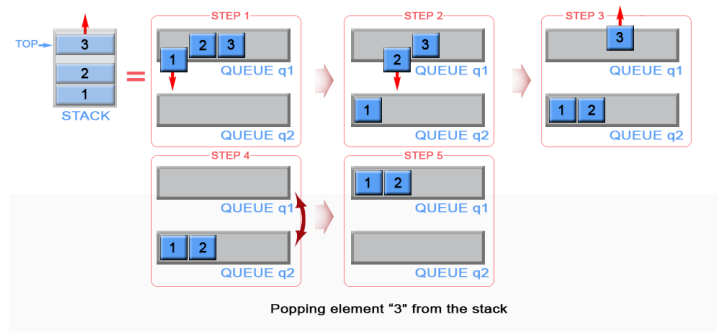 TOP
3
2
1
STACK
=
STEP 1
1
2 3
QUEUE q1
QUEUE q2
STEP 2
3
2
QUEUE q1
1
QUEUE q2
STEP 3
3
QUEUE q1
1 2
QUEUE q2
STEP 4
QUEUE q1
1 2
QUEUE q2
STEP 5
1 2
QUEUE q1
QUEUE q2
Popping element “3" from the stack